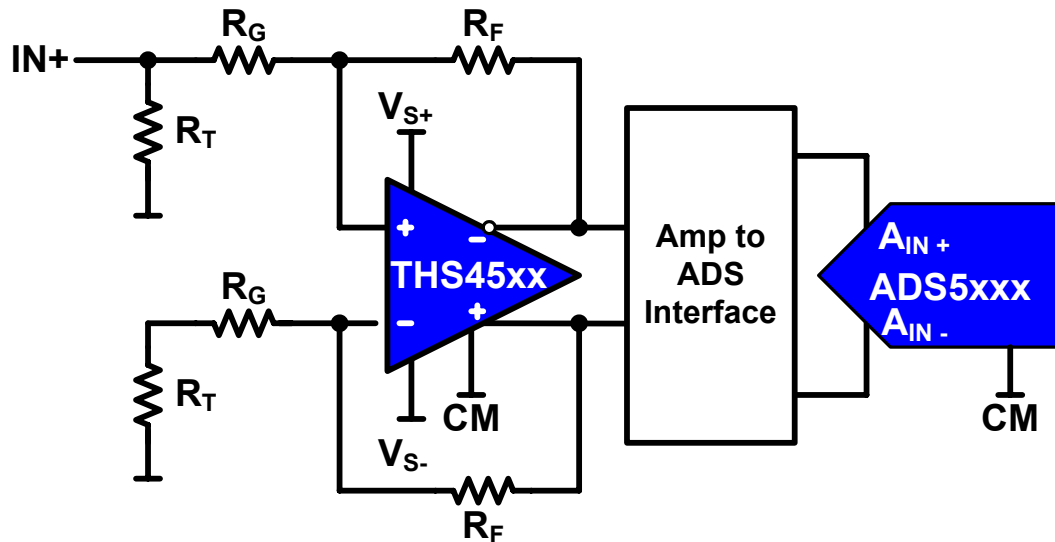 R_G
R_F
IN+
R_T
V_S+
+
-
THS45xx
-
+
R_G
R_T
V_S-
CM
R_F
Amp to
ADS
Interface
A_IN +
ADS5xxx
A_IN -
CM